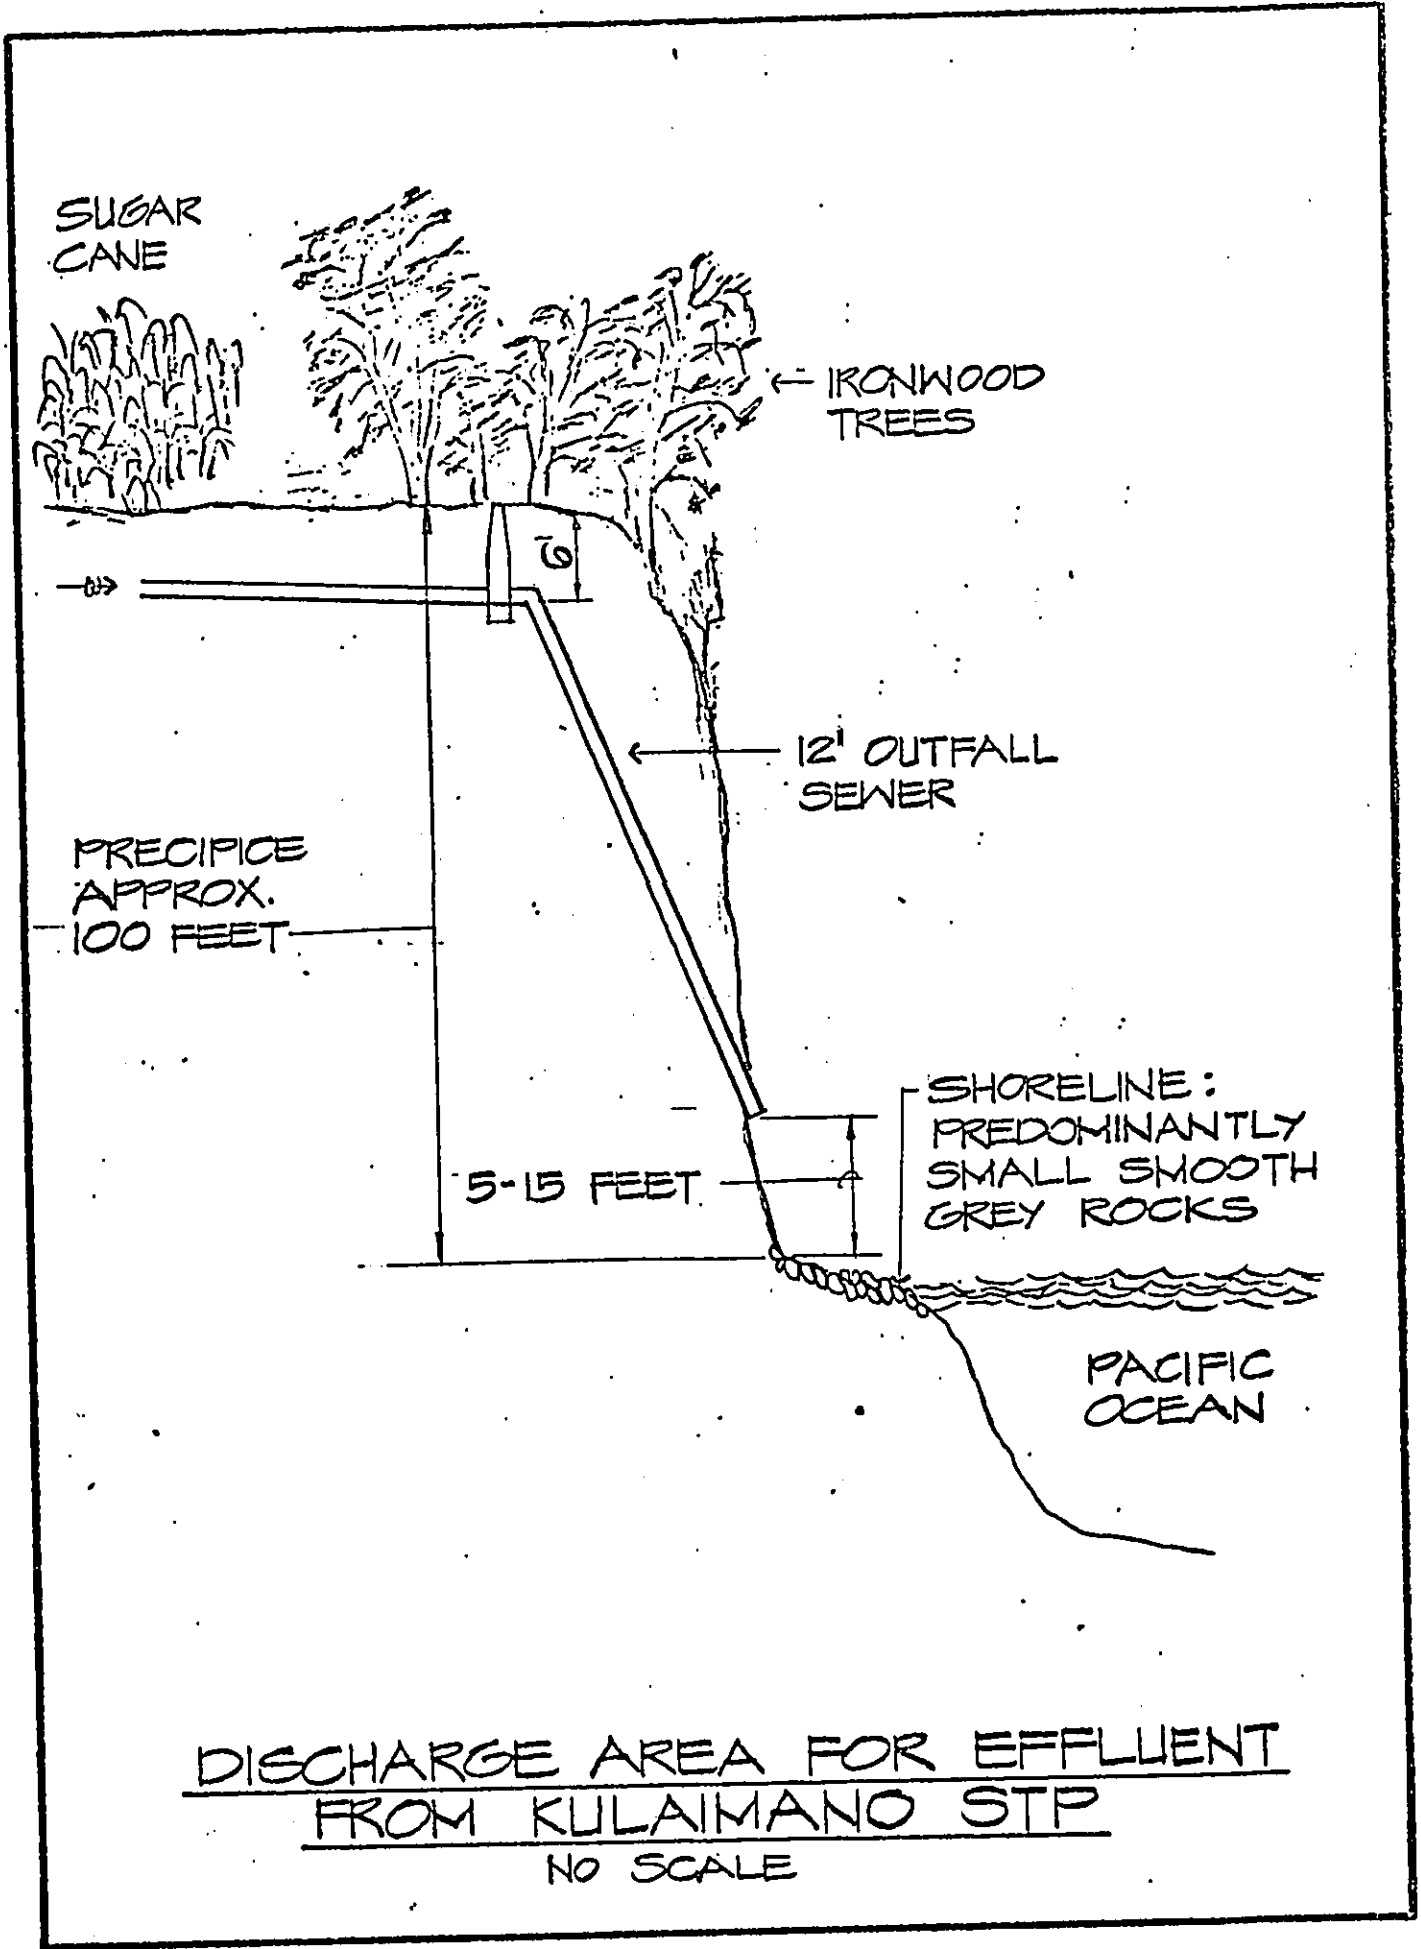 SUGAR
CANE
IRONWOOD
TREES
6'
12" OUTFALL
SEWER
PRECIPICE
APPROX.
100 FEET
SHORELINE:
PREDOMINANTLY
SMALL SMOOTH
GREY ROCKS
5-15 FEET
PACIFIC
OCEAN
DISCHARGE AREA FOR EFFLUENT
FROM KULAIMANO STP
NO SCALE